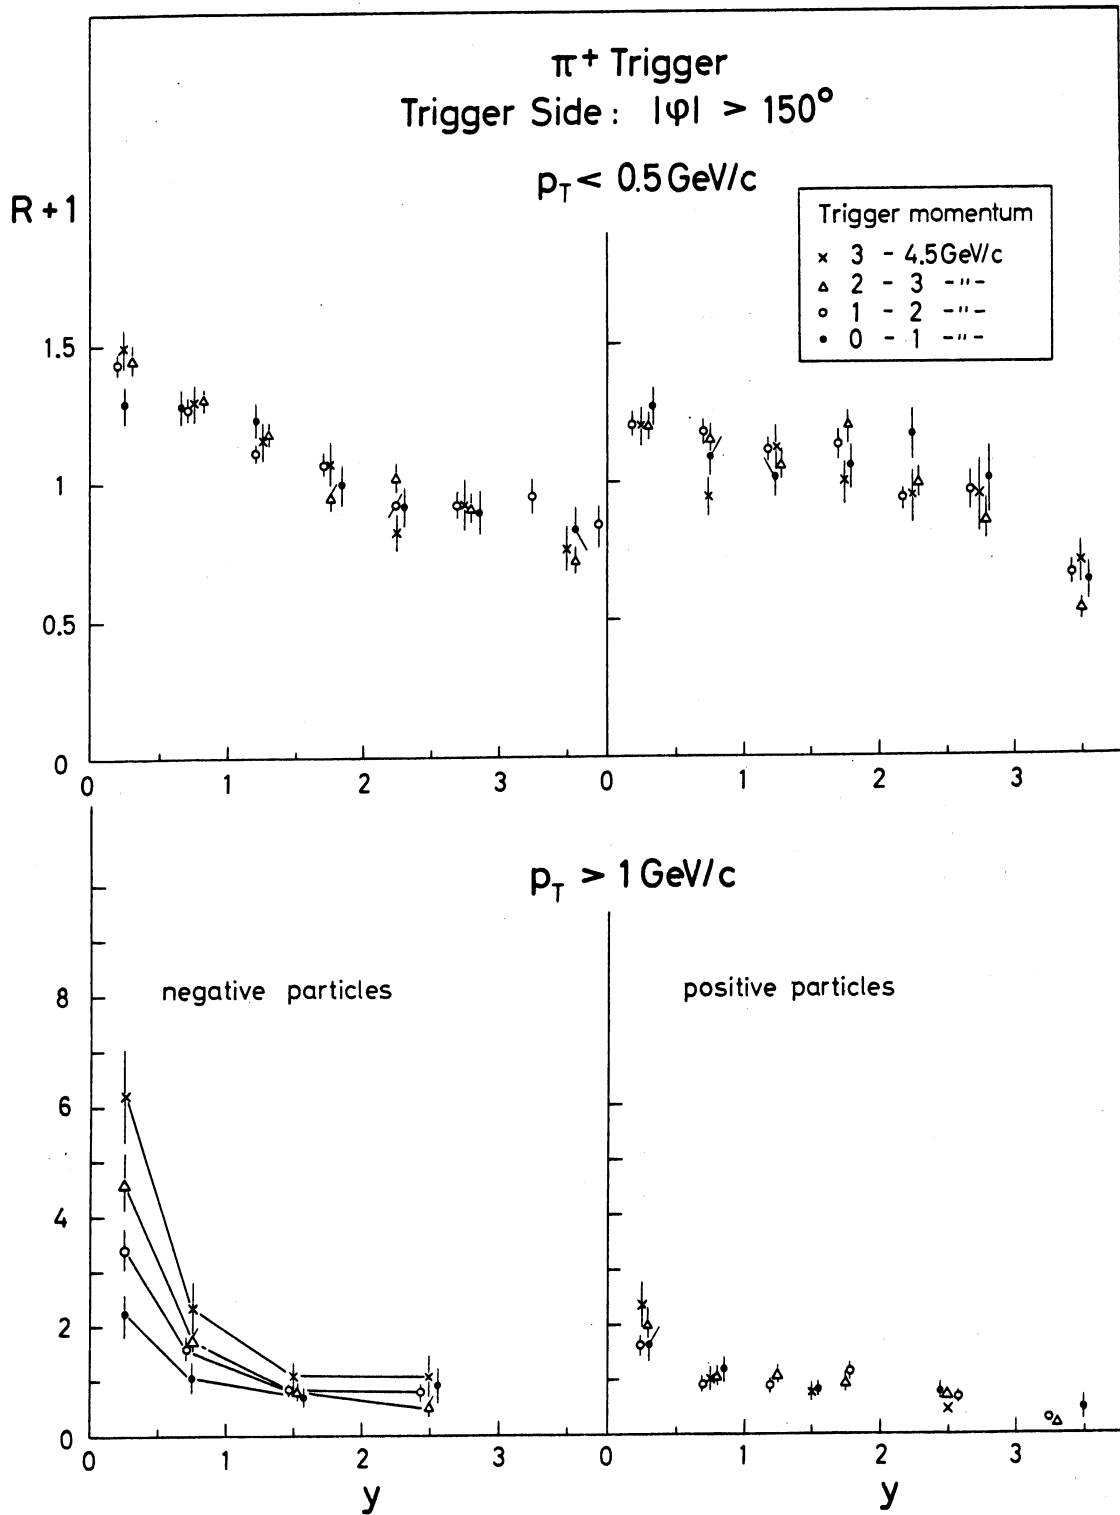 π⁺ Trigger
Trigger Side : |φ| > 150°
p_T < 0.5 GeV/c
R + 1
Trigger momentum
× 3 - 4.5 GeV/c
△ 2 - 3 -"-
○ 1 - 2 -"-
● 0 - 1 -"-
1.5
1
0.5
0
0 1 2 3 0 1 2 3
p_T > 1 GeV/c
negative particles
positive particles
8
6
4
2
0
0 1 2 3 0 1 2 3
y y